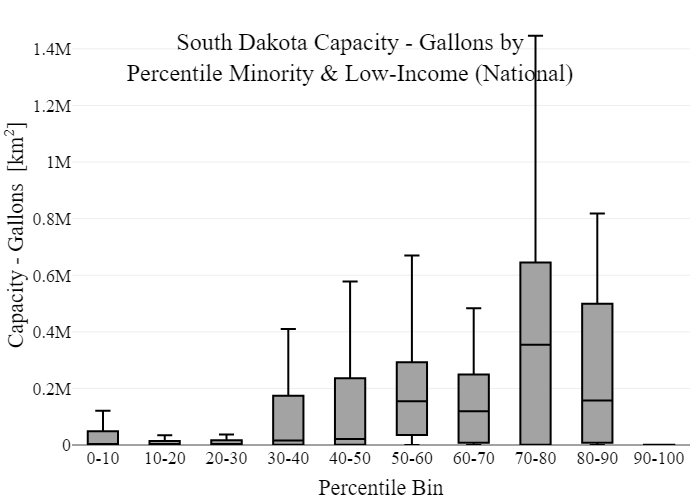 South Dakota Capacity - Gallons by
Percentile Minority & Low-Income (National)
Capacity - Gallons [km²]
1.4M
1.2M
1M
0.8M
0.6M
0.4M
0.2M
0
0-10 10-20 20-30 30-40 40-50 50-60 60-70 70-80 80-90 90-100
Percentile Bin